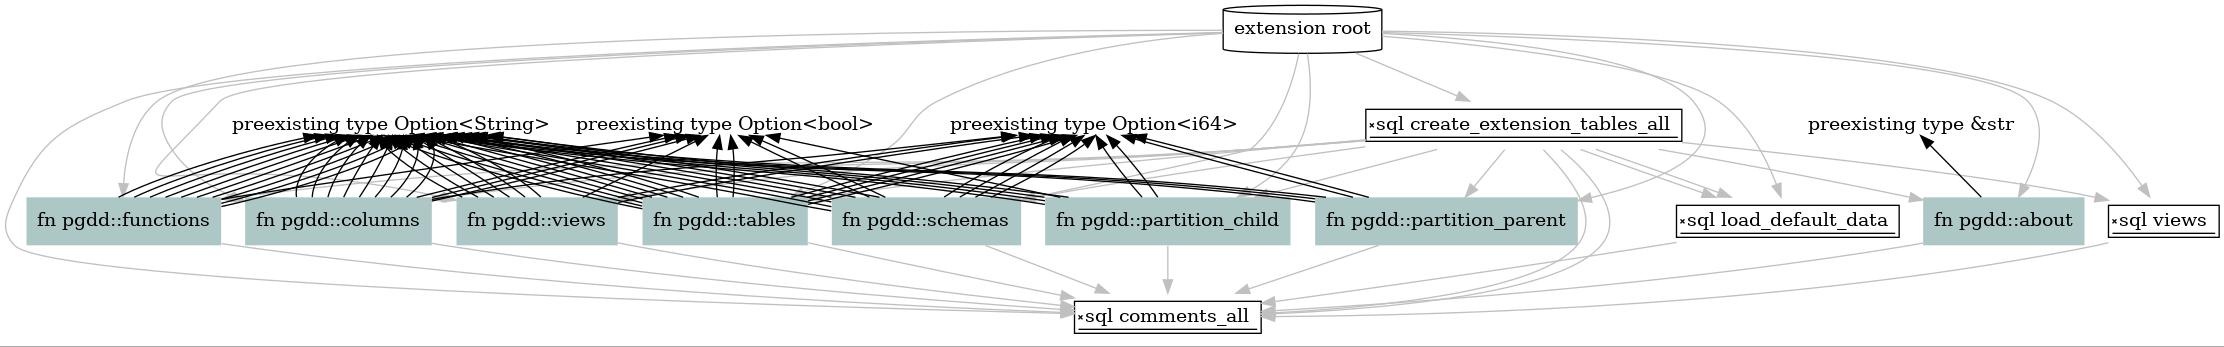 extension root
preexisting type Option<String>
preexisting type Option<bool>
preexisting type Option<i64>
sql create_extension_tables_all
preexisting type &str
fn pgdd::functions
fn pgdd::columns
fn pgdd::views
fn pgdd::tables
fn pgdd::schemas
fn pgdd::partition_child
fn pgdd::partition_parent
sql load_default_data
fn pgdd::about
sql views
sql comments_all